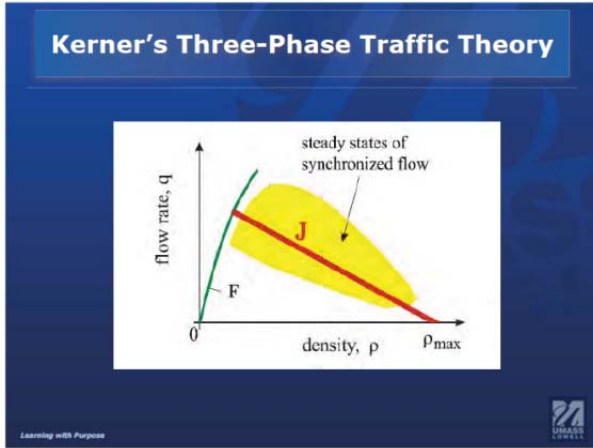 Kerner's Three-Phase Traffic Theory
steady states of
synchronized flow
flow rate, q
J
F
0
density, ρ
ρmax
Learning with Purpose
UMASS
LOWELL